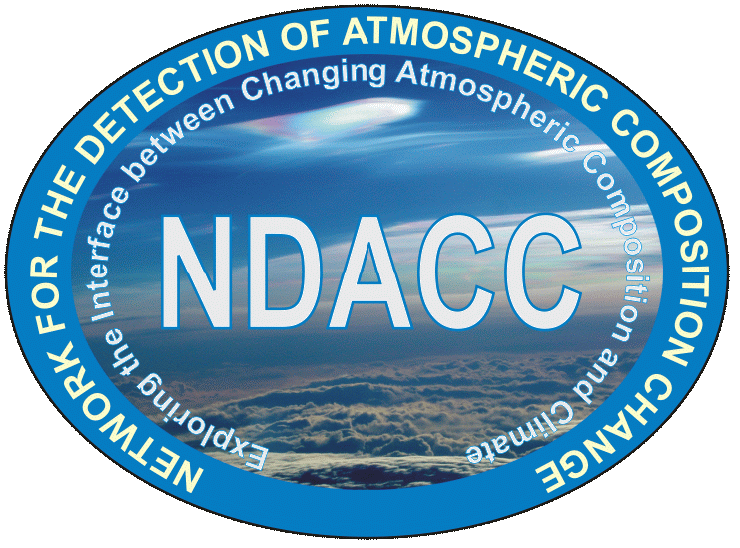 NETWORK FOR THE DETECTION OF ATMOSPHERIC COMPOSITION CHANGE
Exploring the Interface between Changing Atmospheric Composition and Climate
NDACC